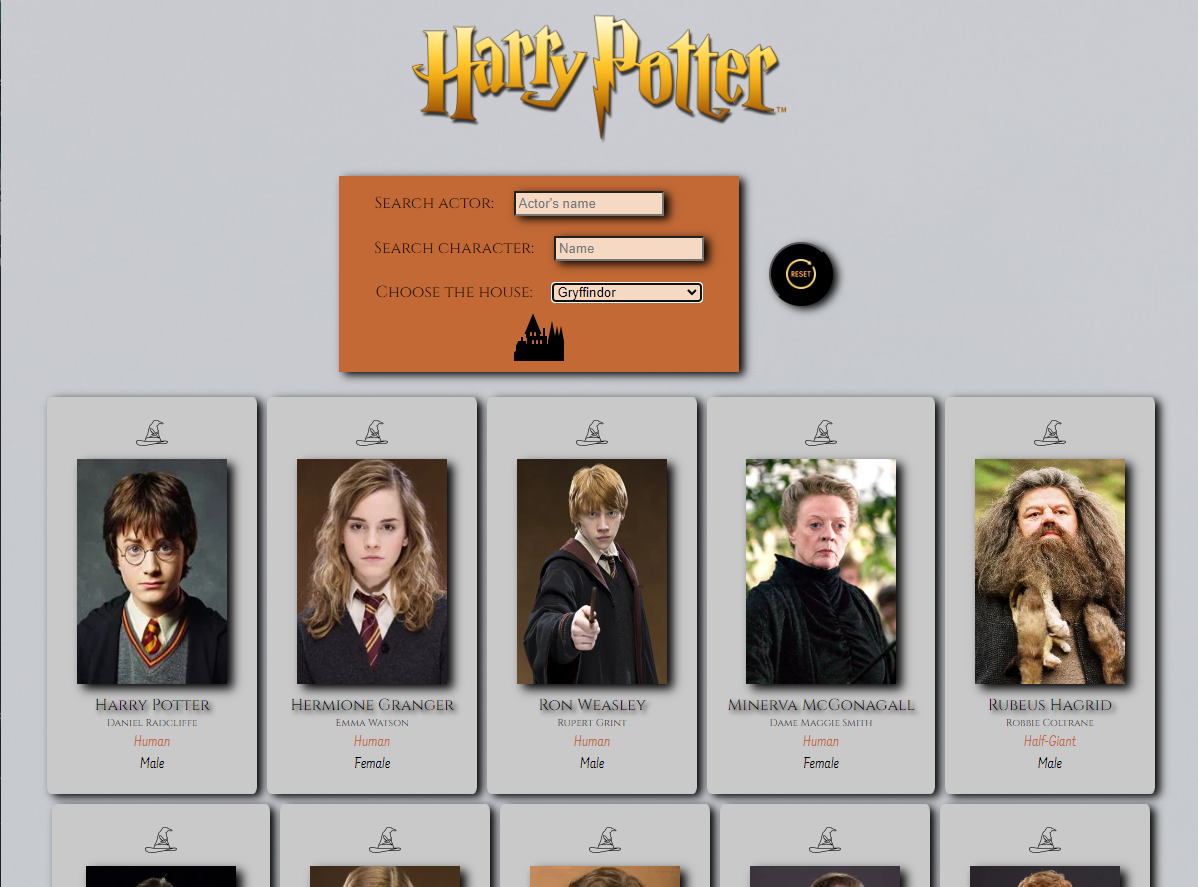 Harry Potter™
Search actor: Actor's name
Search character: Name
RESET
Choose the house: Gryffindor
Harry Potter
Daniel Radcliffe
Human
Male
Hermione Granger
Emma Watson
Human
Female
Ron Weasley
Rupert Grint
Human
Male
Minerva McGonagall
Dame Maggie Smith
Human
Female
Rubeus Hagrid
Robbie Coltrane
Half-Giant
Male